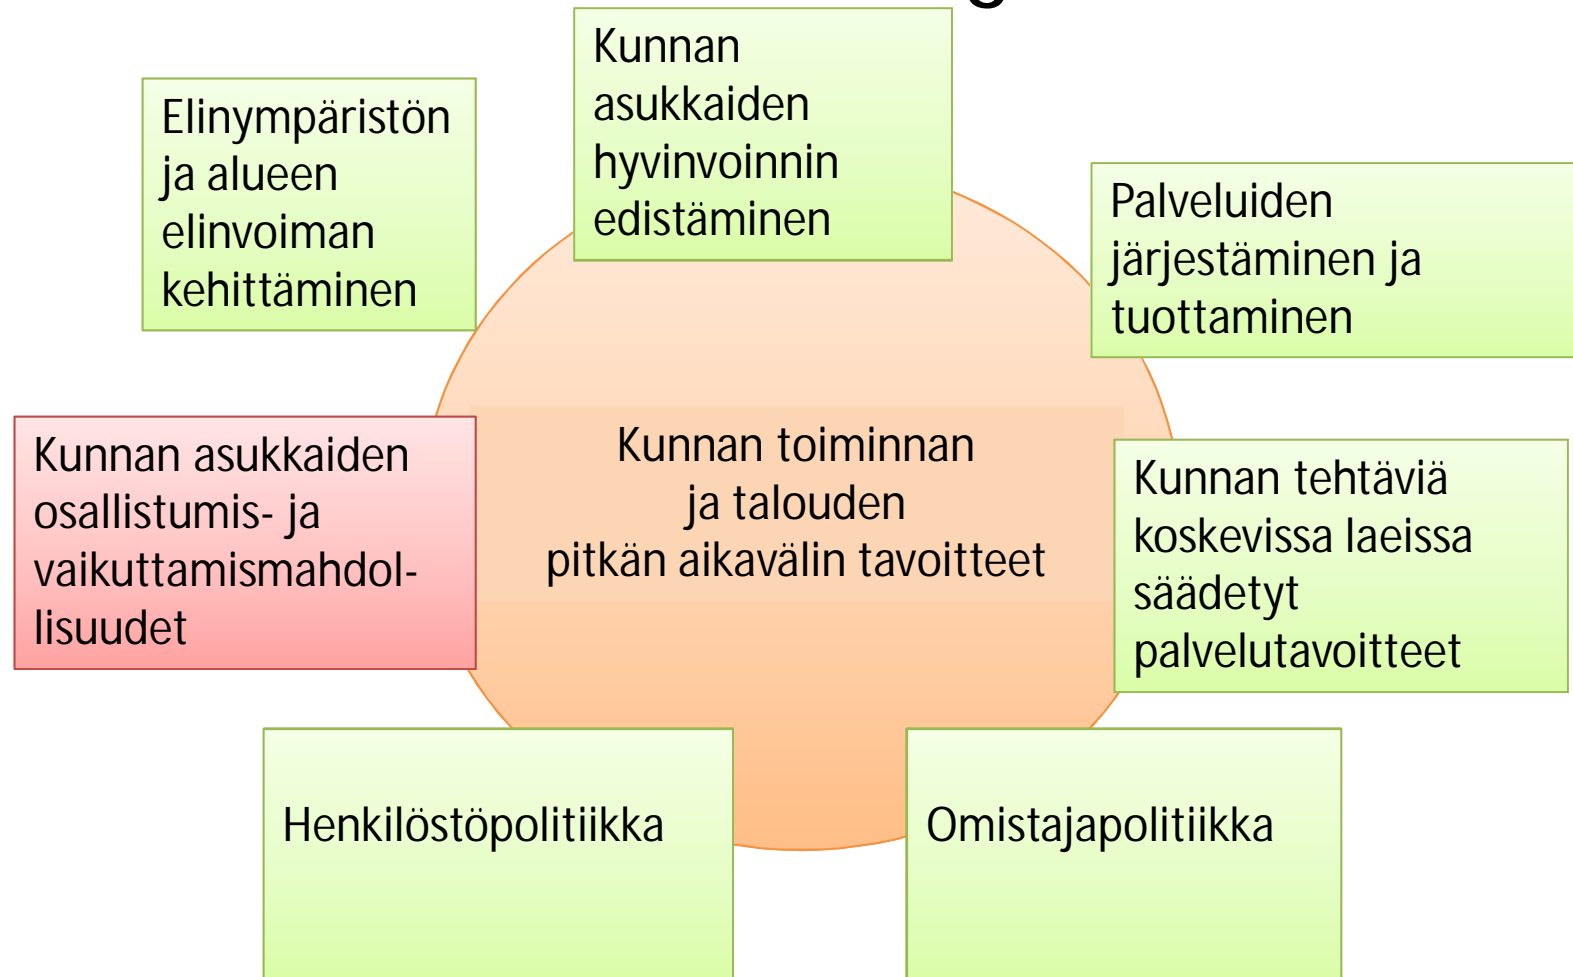 Kunnan
asukkaiden
hyvinvoinnin
edistäminen
Elinympäristön
ja alueen
elinvoiman
kehittäminen
Palveluiden
järjestäminen ja
tuottaminen
Kunnan asukkaiden
osallistumis- ja
vaikuttamismahdol-
lisuudet
Kunnan toiminnan
ja talouden
pitkän aikavälin tavoitteet
Kunnan tehtäviä
koskevissa laeissa
säädetyt
palvelutavoitteet
Henkilöstöpolitiikka
Omistajapolitiikka